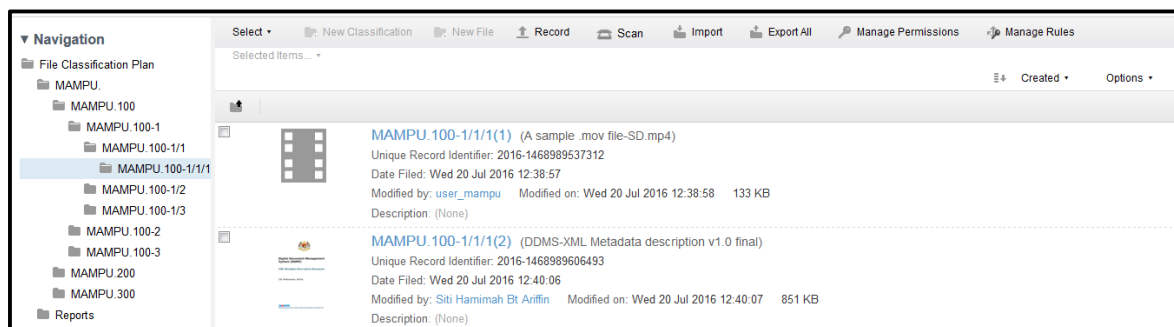 Select
New Classification
New File
Record
Scan
Import
Export All
Manage Permissions
Manage Rules
Selected Items...
Created
Options
Navigation
File Classification Plan
MAMPU.
MAMPU.100
MAMPU.100-1
MAMPU.100-1/1
MAMPU.100-1/1/1
MAMPU.100-1/2
MAMPU.100-1/3
MAMPU.100-2
MAMPU.100-3
MAMPU.200
MAMPU.300
Reports
MAMPU.100-1/1/1(1) (A sample .mov file-SD.mp4)
Unique Record Identifier: 2016-1468989537312
Date Filed: Wed 20 Jul 2016 12:38:57
Modified by: user_mampu Modified on: Wed 20 Jul 2016 12:38:58 133 KB
Description: (None)
MAMPU.100-1/1/1(2) (DDMS-XML Metadata description v1.0 final)
Unique Record Identifier: 2016-1468989606493
Date Filed: Wed 20 Jul 2016 12:40:06
Modified by: Siti Hamimah Bt Ariffin Modified on: Wed 20 Jul 2016 12:40:07 851 KB
Description: (None)